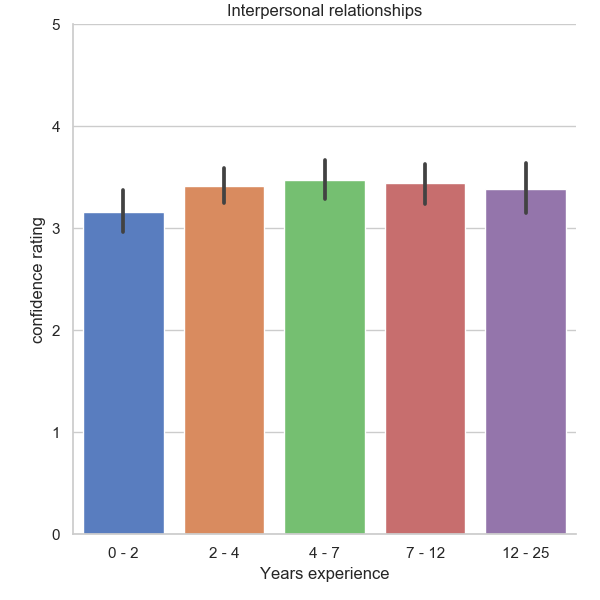 Interpersonal relationships
5
4
3
2
1
0
confidence rating
0 - 2
2 - 4
4 - 7
7 - 12
12 - 25
Years experience